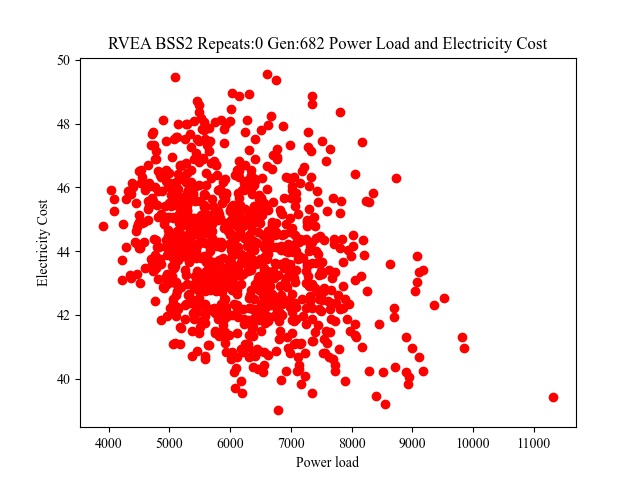 RVEA BSS2 Repeats:0 Gen:682 Power Load and Electricity Cost
50
48
46
44
42
40
Electricity Cost
4000 5000 6000 7000 8000 9000 10000 11000
Power load